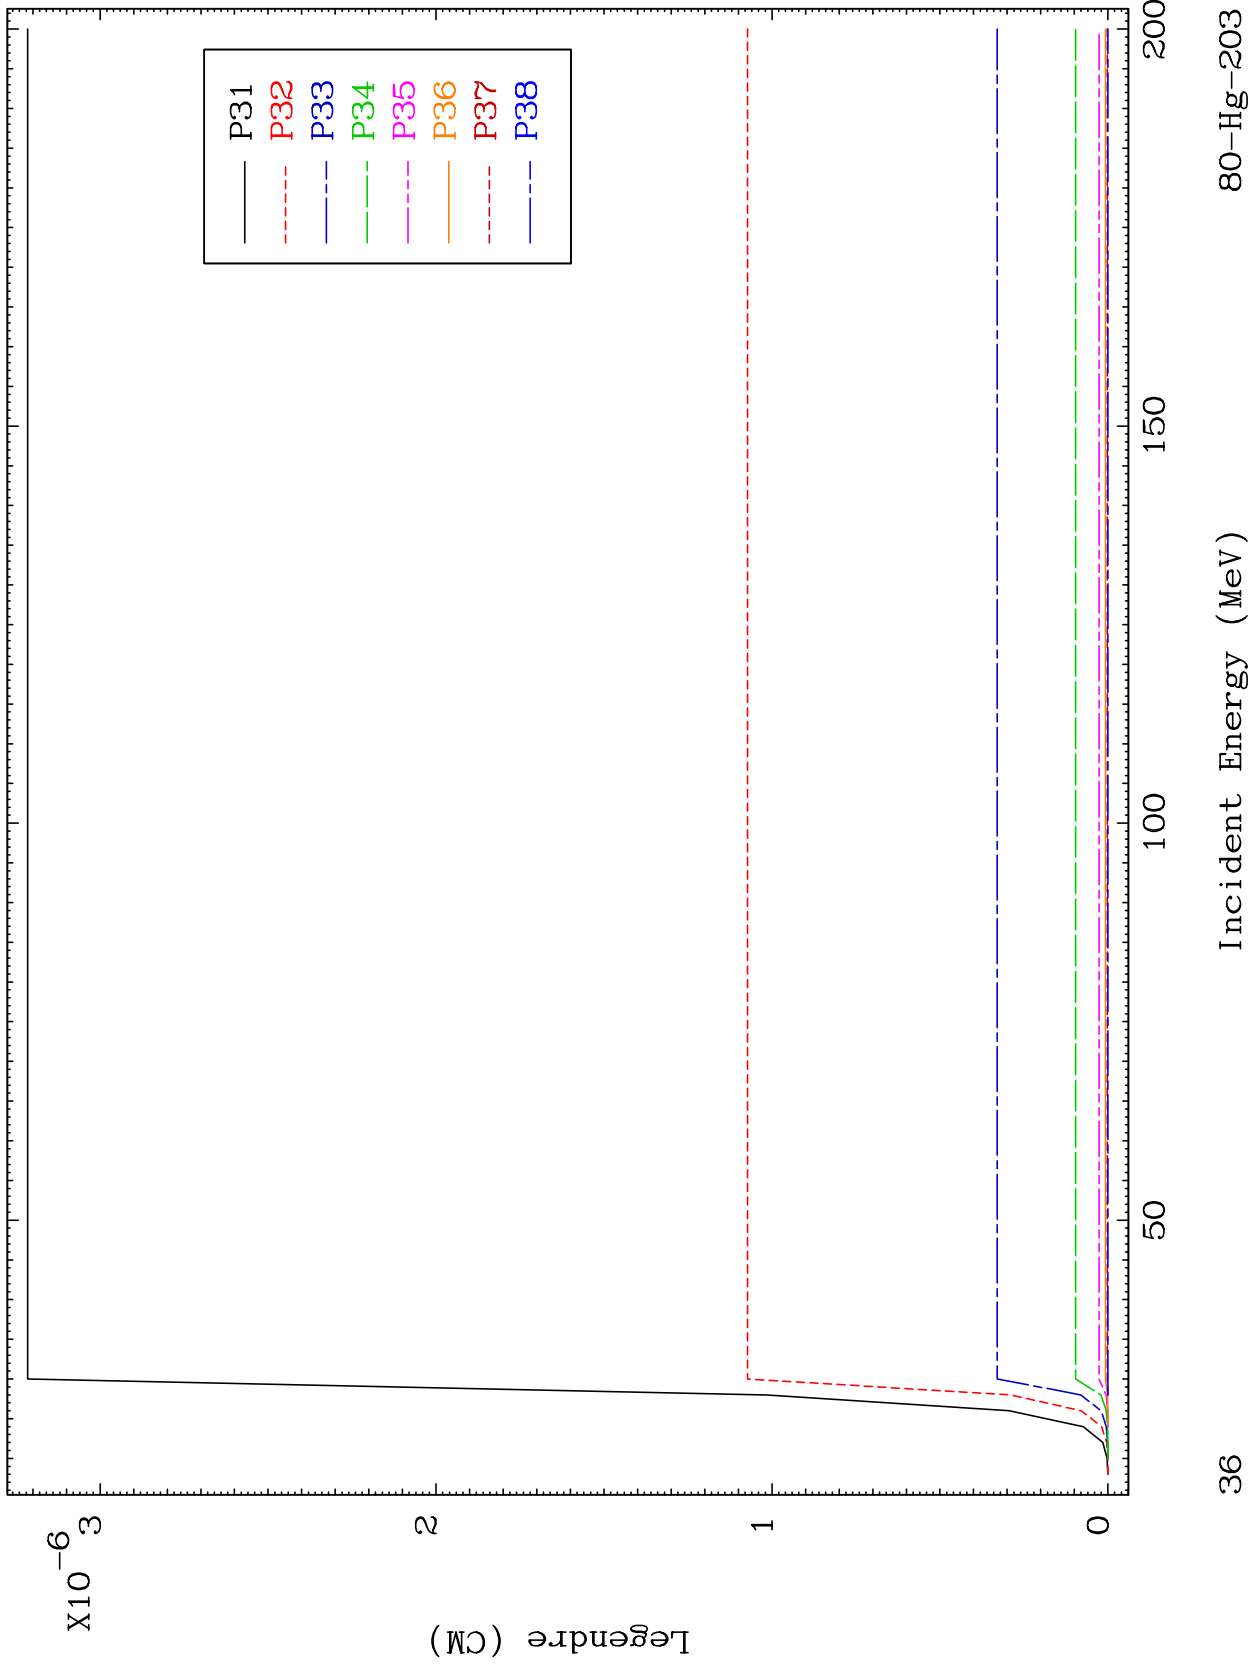 X10-6
3
2
1
0
Legendre (CM)
P31
P32
P33
P34
P35
P36
P37
P38
50
100
150
200
Incident Energy (MeV)
36
80-Hg-203